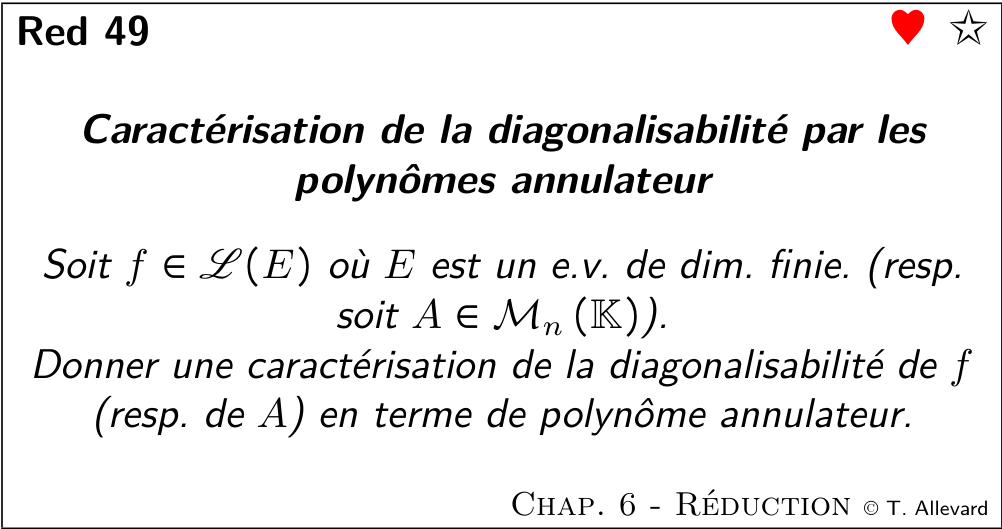 Red 49
Caractérisation de la diagonalisabilité par les
polynômes annulateur
Soit f ∈ ℒ(E) où E est un e.v. de dim. finie. (resp.
soit A ∈ ℳₙ (𝕂)).
Donner une caractérisation de la diagonalisabilité de f
(resp. de A) en terme de polynôme annulateur.
Chap. 6 - Réduction © T. Allevard